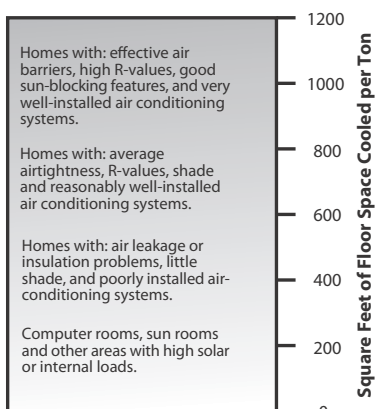 Homes with: effective air
barriers, high R-values, good
sun-blocking features, and very
well-installed air conditioning
systems.
Homes with: average
airtightness, R-values, shade
and reasonably well-installed
air conditioning systems.
Homes with: air leakage or
insulation problems, little
shade, and poorly installed air-
conditioning systems.
Computer rooms, sun rooms
and other areas with high solar
or internal loads.
1200
1000
800
600
400
200
Square Feet of Floor Space Cooled per Ton